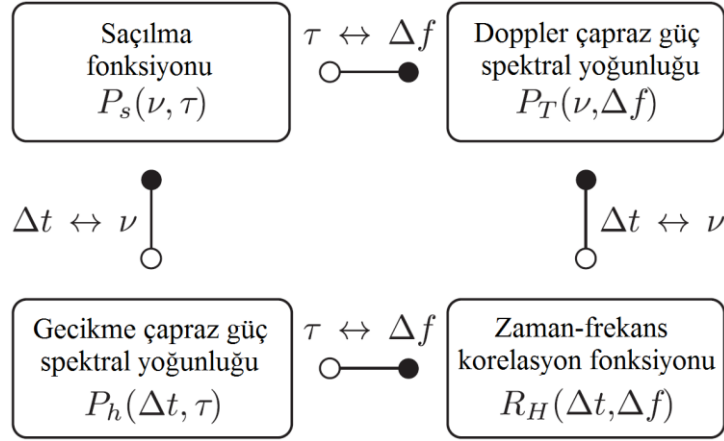 Saçılma
fonksiyonu
P_s(ν, τ)
τ ↔ Δf
Doppler çapraz güç
spektral yoğunluğu
P_T(ν,Δf)
Δt ↔ ν
Δt ↔ ν
Gecikme çapraz güç
spektral yoğunluğu
P_h(Δt, τ)
τ ↔ Δf
Zaman-frekans
korelasyon fonksiyonu
R_H(Δt,Δf)